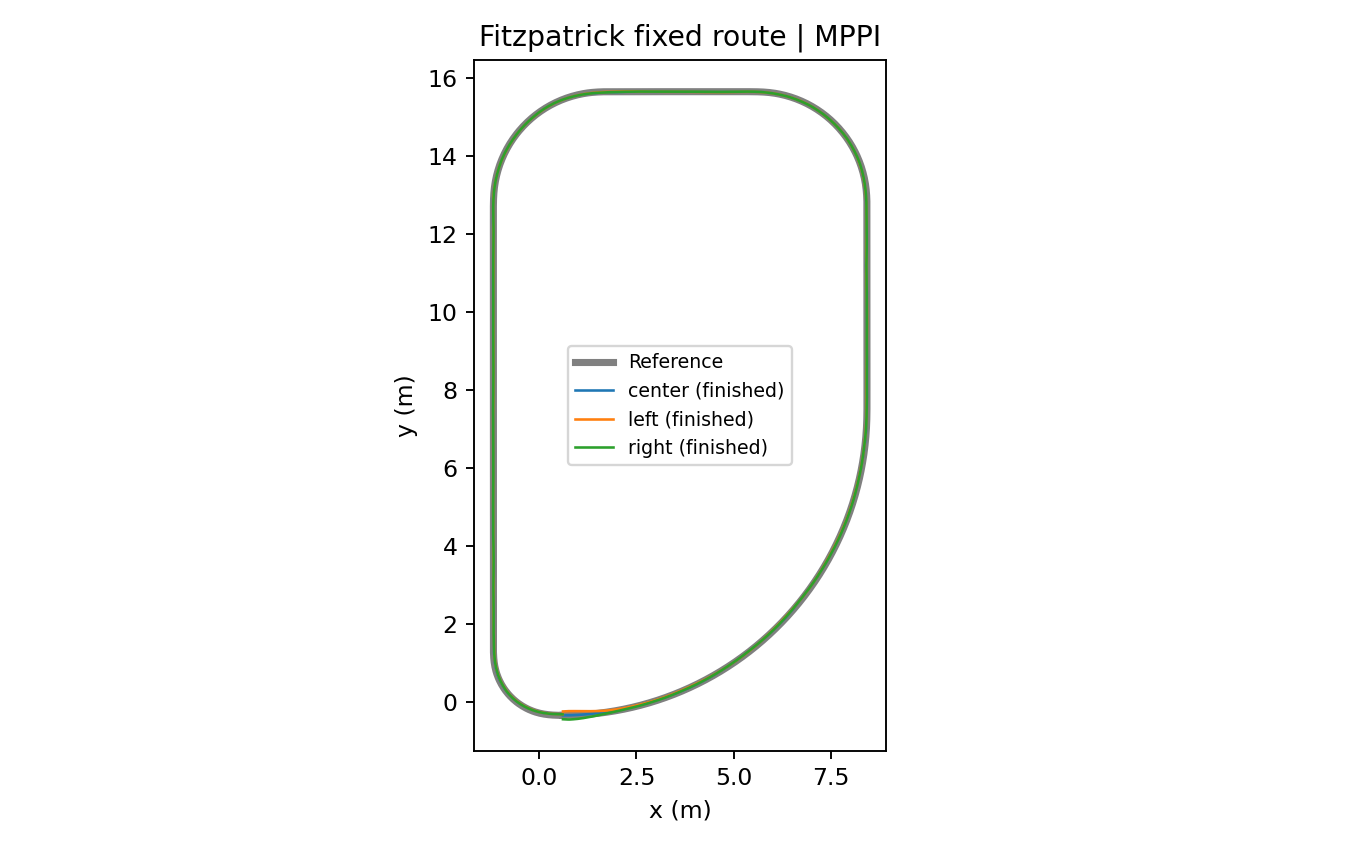 Fitzpatrick fixed route | MPPI
16
14
12
10
8
6
4
2
0
y (m)
Reference
center (finished)
left (finished)
right (finished)
0.0 2.5 5.0 7.5
x (m)